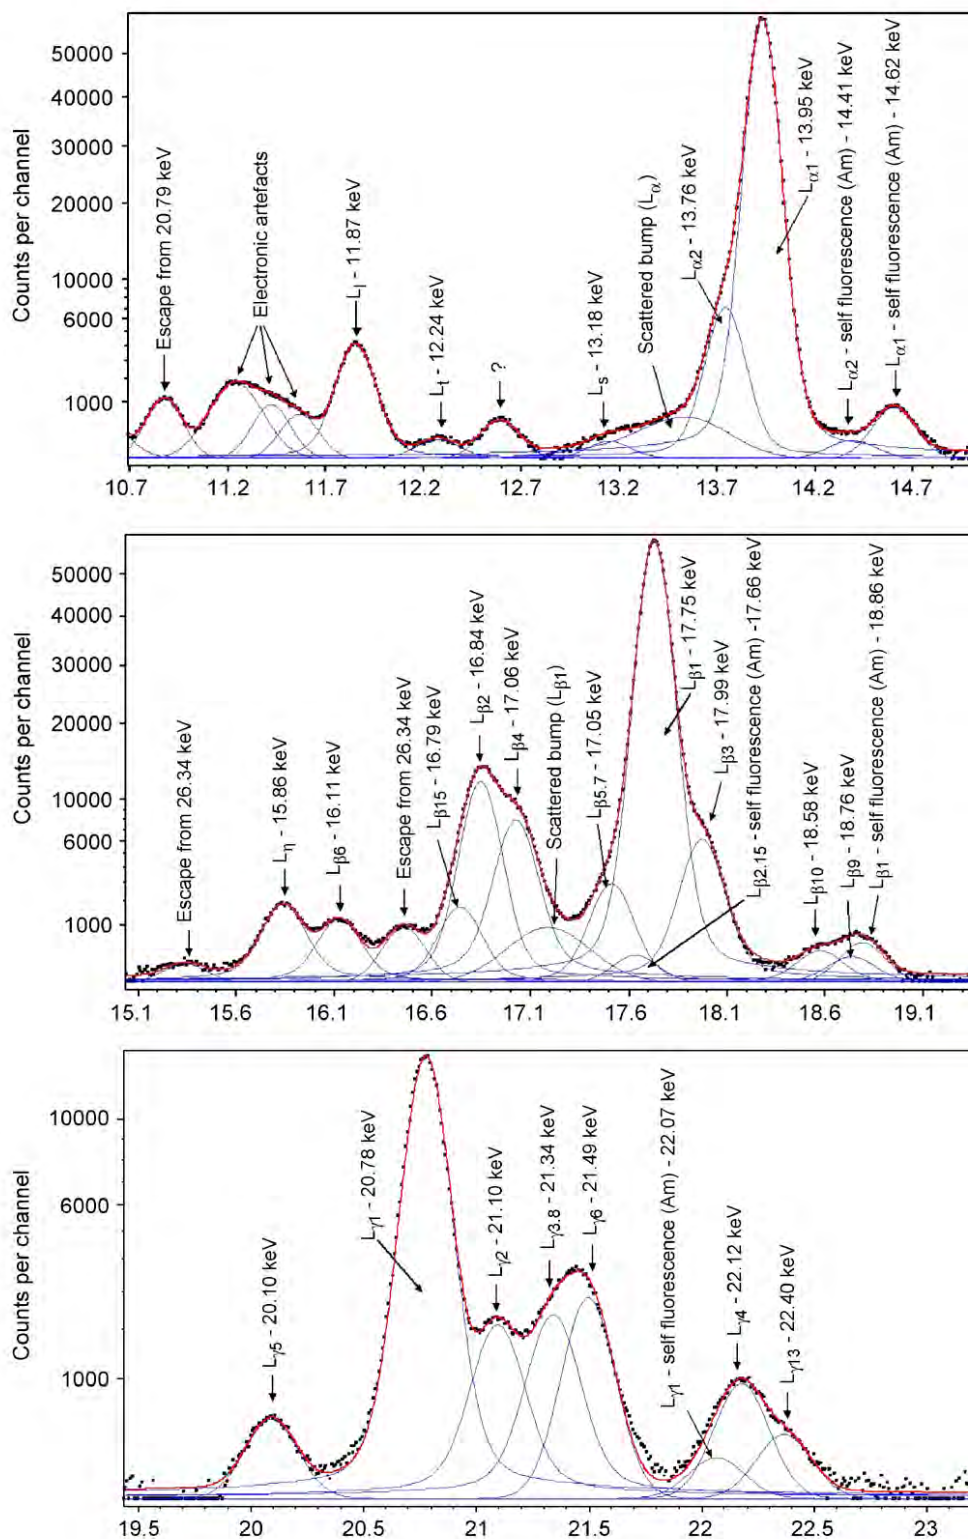 Counts per channel
50000
40000
30000
20000
10000
6000
1000
Escape from 20.79 keV
Electronic artefacts
Ll - 11.87 keV
Lt - 12.24 keV
?
Ls - 13.18 keV
Scattered bump (Lα)
Lα2 - 13.76 keV
Lα1 - 13.95 keV
Lα2 - self fluorescence (Am) - 14.41 keV
Lα1 - self fluorescence (Am) - 14.62 keV
10.7 11.2 11.7 12.2 12.7 13.2 13.7 14.2 14.7
Counts per channel
50000
40000
30000
20000
10000
6000
1000
Escape from 26.34 keV
Lη - 15.86 keV
Lβ6 - 16.11 keV
Escape from 26.34 keV
Lβ15 - 16.79 keV
Lβ2 - 16.84 keV
Lβ4 - 17.06 keV
Scattered bump (Lβ1)
Lβ5.7 - 17.05 keV
Lβ1 - 17.75 keV
Lβ3 - 17.99 keV
Lβ2.15 - self fluorescence (Am) -17.66 keV
Lβ10 - 18.58 keV
Lβ9 - 18.76 keV
Lβ1 - self fluorescence (Am) - 18.86 keV
15.1 15.6 16.1 16.6 17.1 17.6 18.1 18.6 19.1
Counts per channel
10000
6000
1000
Lγ5 - 20.10 keV
Lγ1 - 20.78 keV
Lγ2 - 21.10 keV
Lγ3.8 - 21.34 keV
Lγ6 - 21.49 keV
Lγ1 - self fluorescence (Am) - 22.07 keV
Lγ4 - 22.12 keV
Lγ13 - 22.40 keV
19.5 20 20.5 21 21.5 22 22.5 23